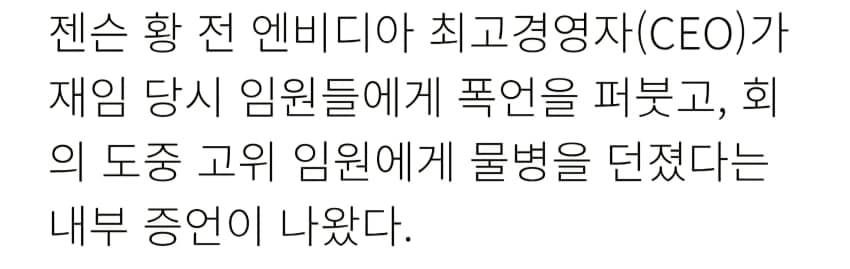 젠슨 황 전 엔비디아 최고경영자(CEO)가
재임 당시 임원들에게 폭언을 퍼붓고, 회
의 도중 고위 임원에게 물병을 던졌다는
내부 증언이 나왔다.